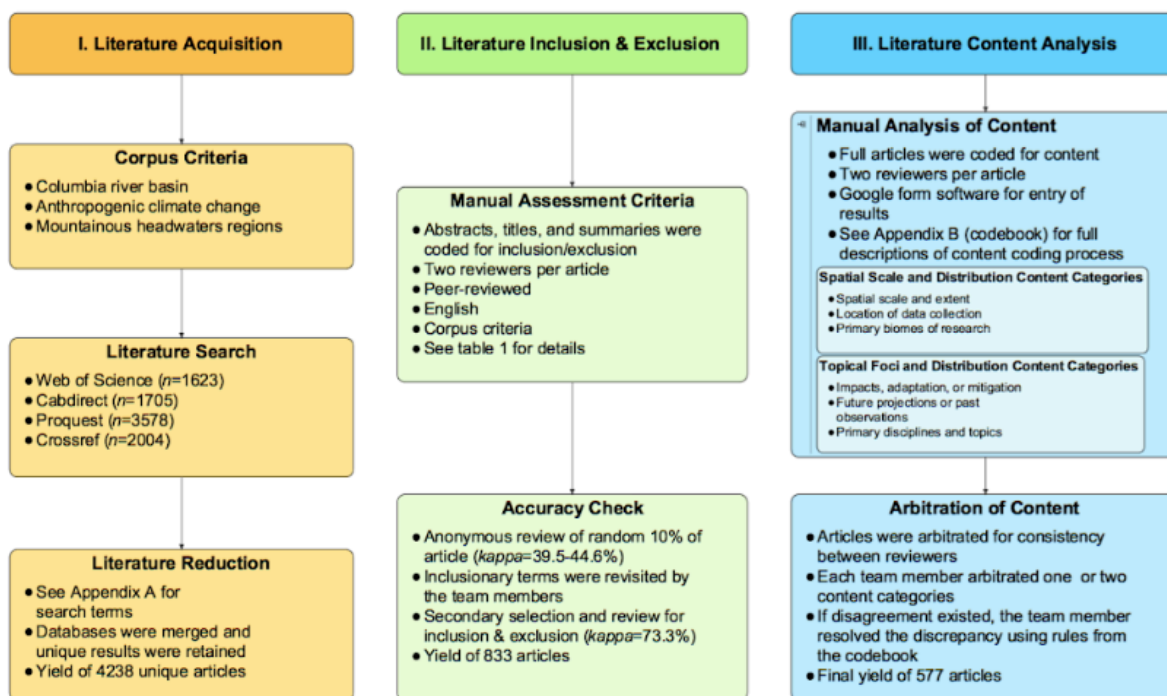 I. Literature Acquisition
Corpus Criteria
● Columbia river basin
● Anthropogenic climate change
● Mountainous headwaters regions
Literature Search
● Web of Science (n=1623)
● Cabdirect (n=1705)
● Proquest (n=3578)
● Crossref (n=2004)
Literature Reduction
● See Appendix A for
search terms
● Databases were merged and
unique results were retained
● Yield of 4238 unique articles
II. Literature Inclusion & Exclusion
Manual Assessment Criteria
● Abstracts, titles, and summaries were
coded for inclusion/exclusion
● Two reviewers per article
● Peer-reviewed
● English
● Corpus criteria
● See table 1 for details
Accuracy Check
● Anonymous review of random 10% of
article (kappa=39.5-44.6%)
● Inclusionary terms were revisited by
the team members
● Secondary selection and review for
inclusion & exclusion (kappa=73.3%)
● Yield of 833 articles
III. Literature Content Analysis
Manual Analysis of Content
● Full articles were coded for content
● Two reviewers per article
● Google form software for entry of
results
● See Appendix B (codebook) for full
descriptions of content coding process
Spatial Scale and Distribution Content Categories
● Spatial scale and extent
● Location of data collection
● Primary biomes of research
Topical Foci and Distribution Content Categories
● Impacts, adaptation, or mitigation
● Future projections or past
observations
● Primary disciplines and topics
Arbitration of Content
● Articles were arbitrated for consistency
between reviewers
● Each team member arbitrated one or two
content categories
● If disagreement existed, the team member
resolved the discrepancy using rules from
the codebook
● Final yield of 577 articles